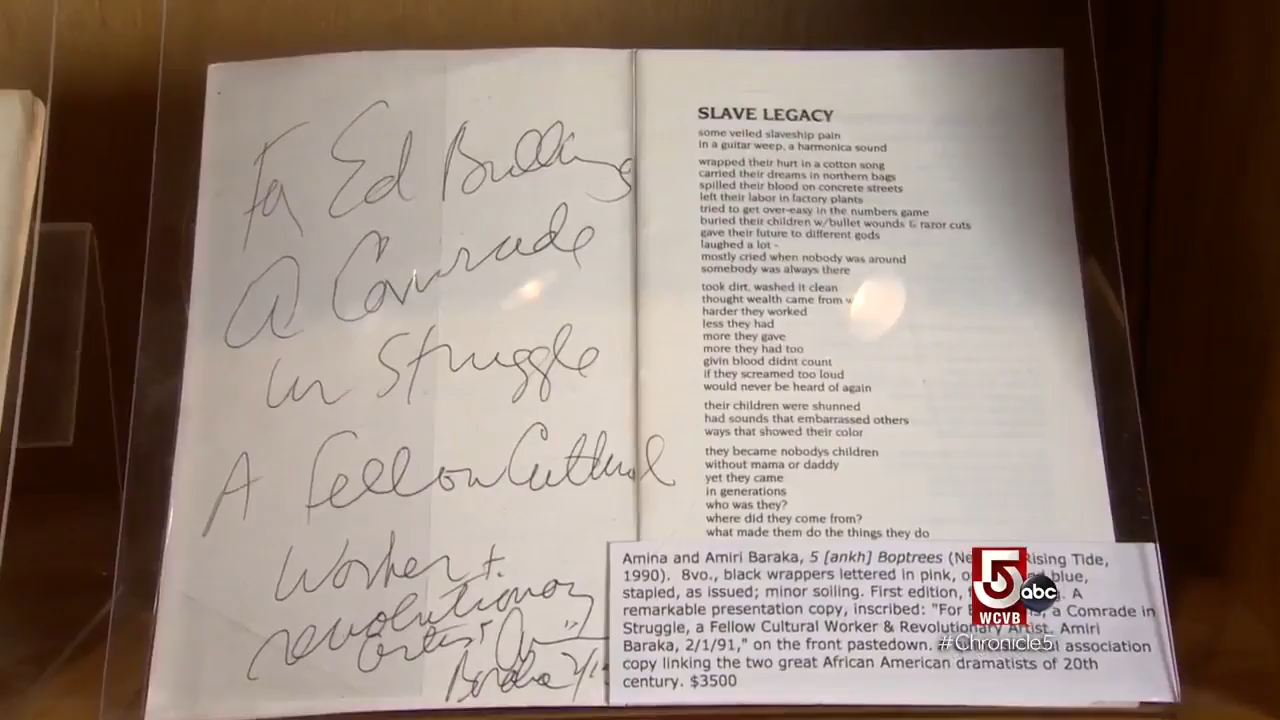 For Ed Bullins
A Comrade
in Struggle
A Fellow Cultural
Worker +
revolutionary
artist Amiri
Baraka 2/1
SLAVE LEGACY
some veiled slaveship pain
in a guitar weep, a harmonica sound
wrapped their hurt in a cotton song
carried their dreams in northern bags
spilled their blood on concrete streets
left their labor in factory plants
tried to get over-easy in the numbers game
buried their children w/bullet wounds & razor cuts
gave their future to different gods
laughed a lot -
mostly cried when nobody was around
somebody was always there
took dirt, washed it clean
thought wealth came from
harder they worked
less they had
more they gave
more they had too
givin blood didnt count
if they screamed too loud
would never be heard of again
their children were shunned
had sounds that embarrassed others
ways that showed their color
they became nobodys children
without mama or daddy
yet they came
in generations
who was they?
where did they come from?
what made them do the things they do
Amina and Amiri Baraka, 5 [ankh] Boptrees (Ne Rising Tide,
1990). 8vo., black wrappers lettered in pink, blue,
stapled, as issued; minor soiling. First edition, A
remarkable presentation copy, inscribed: "For a Comrade in
Struggle, a Fellow Cultural Worker & Revolutionary Artist. Amiri
Baraka, 2/1/91," on the front pastedown. association
copy linking the two great African American dramatists of 20th
century. $3500
5 abc
WCVB
#Chronicle5